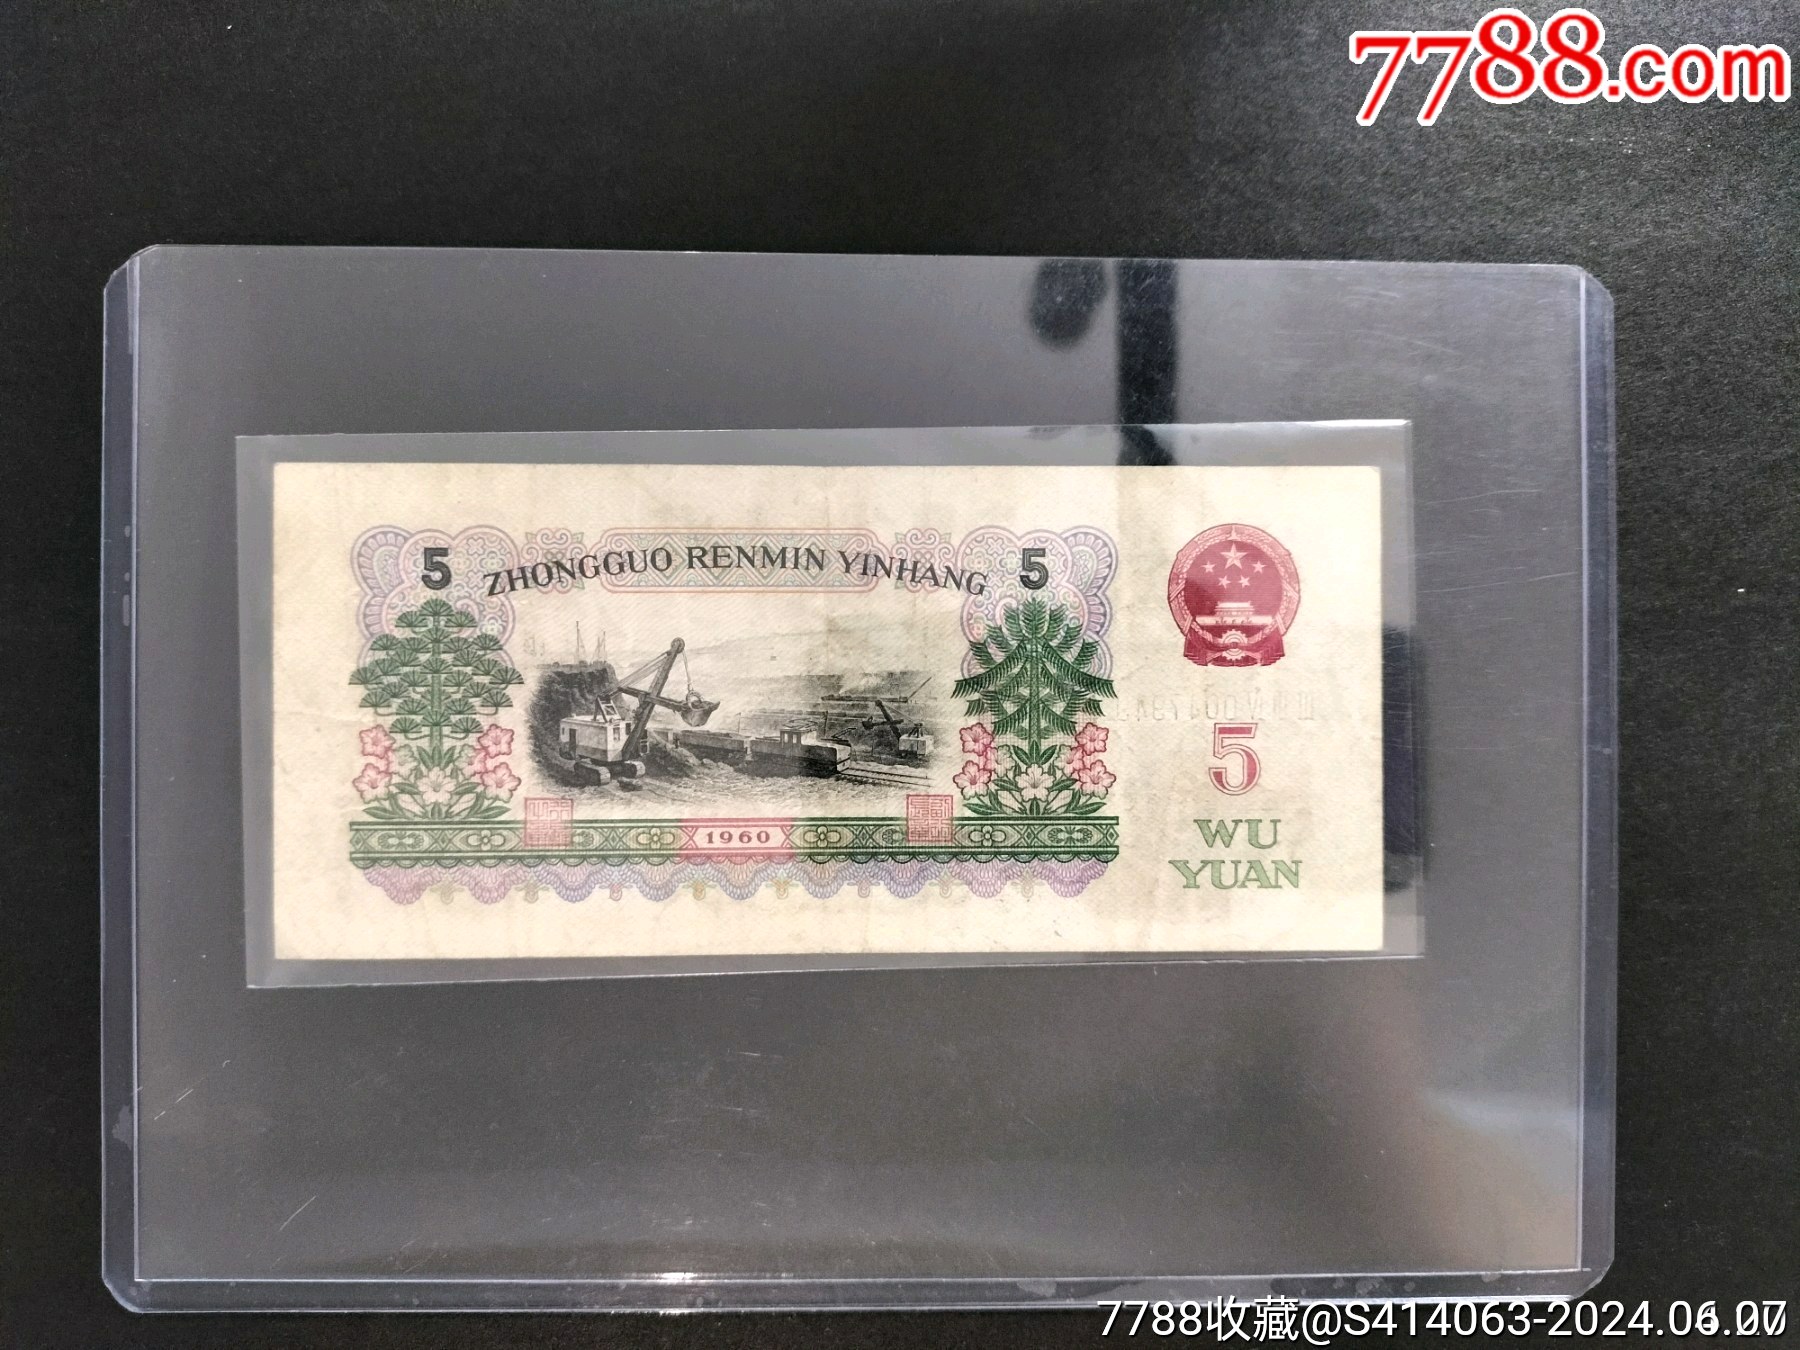 7788.com
5 ZHONGGUO RENMIN YINHANG 5
1960
5
WU
YUAN
7788收藏@S414063-2024.06.07